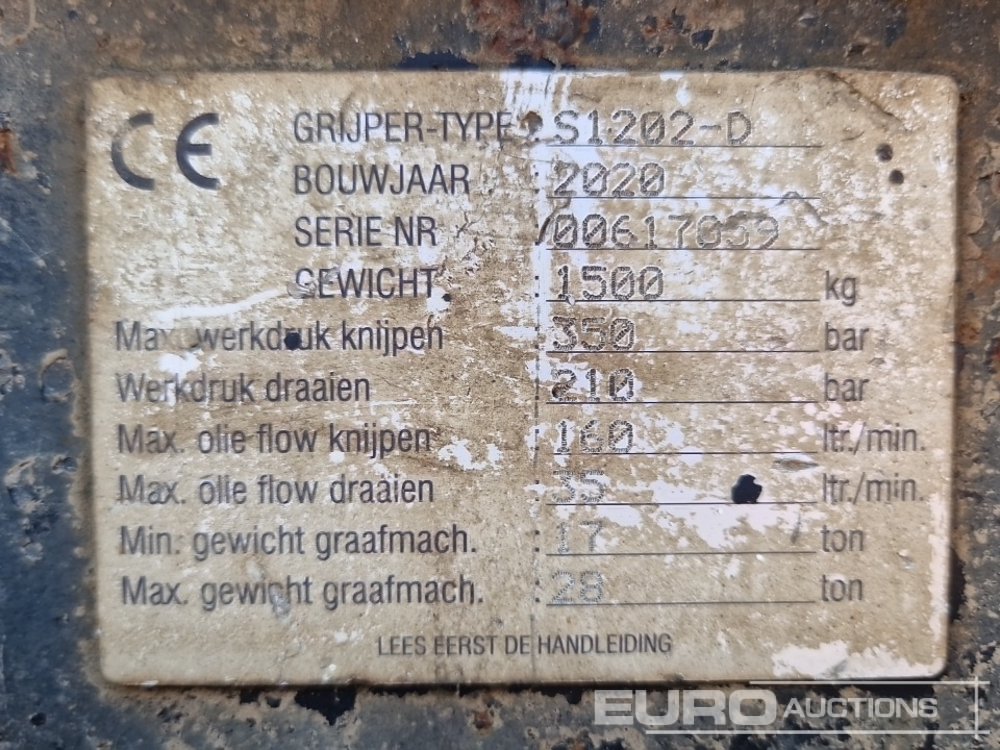 CE GRIJPER-TYPE : S1202-D
BOUWJAAR : 2020
SERIE NR 00617039
GEWICHT : 1500 kg
Max. werkdruk knijpen : 350 bar
Werkdruk draaien : 210 bar
Max. olie flow knijpen : 160 ltr./min.
Max. olie flow draaien : 35 ltr./min.
Min. gewicht graafmach. : 17 ton
Max. gewicht graafmach. : 28 ton
LEES EERST DE HANDLEIDING
EURO AUCTIONS